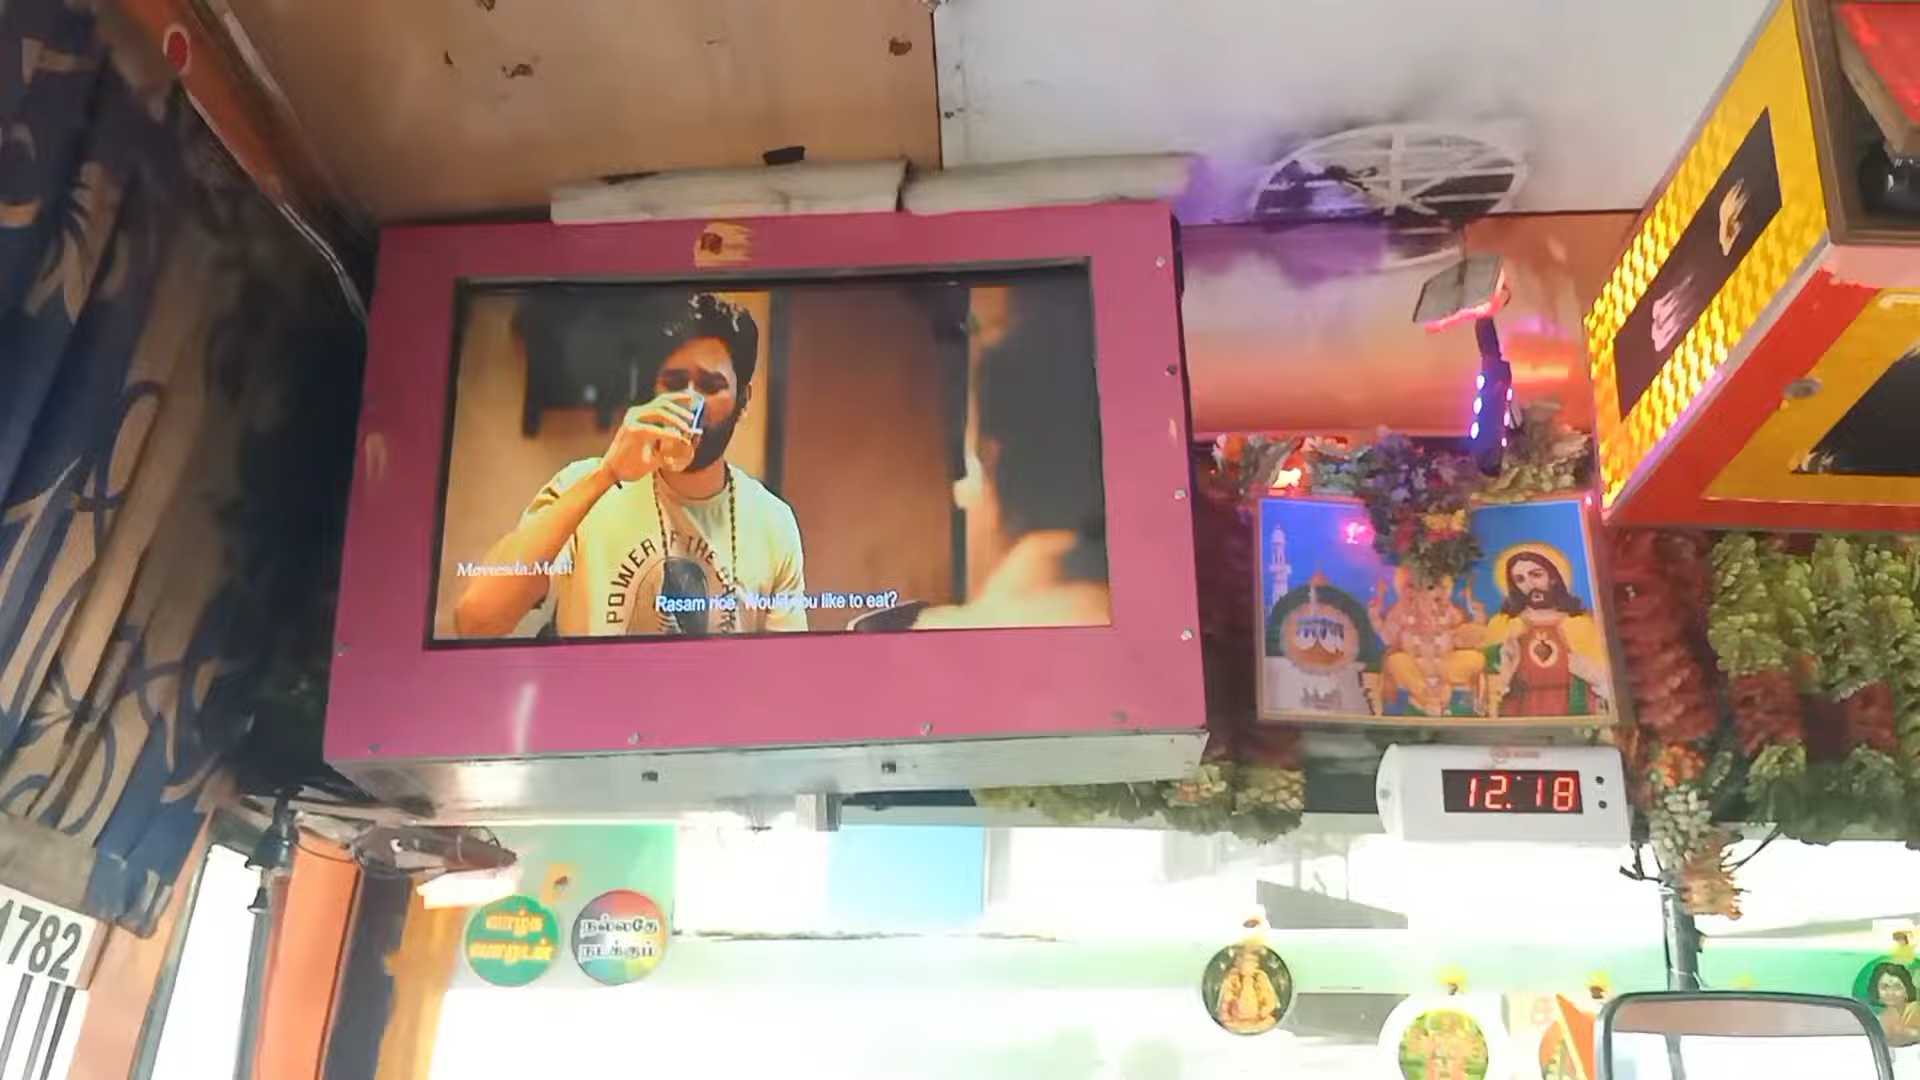 POWER OF THE
Moviesda.Mobi
Rasam rice. Would you like to eat?
12:18
1782
வாழ்க
வளமுடன்
நல்லதே
நடக்கும்